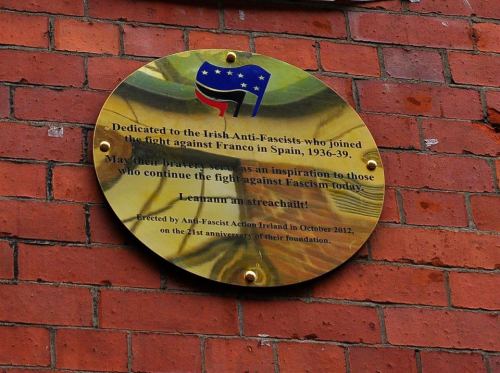 Dedicated to the Irish Anti-Fascists who joined
the fight against Franco in Spain, 1936-39.
May their bravery serve as an inspiration to those
who continue the fight against Fascism today.
Leanann an streachailt!
Erected by Anti-Fascist Action Ireland in October 2012,
on the 21st anniversary of their foundation.